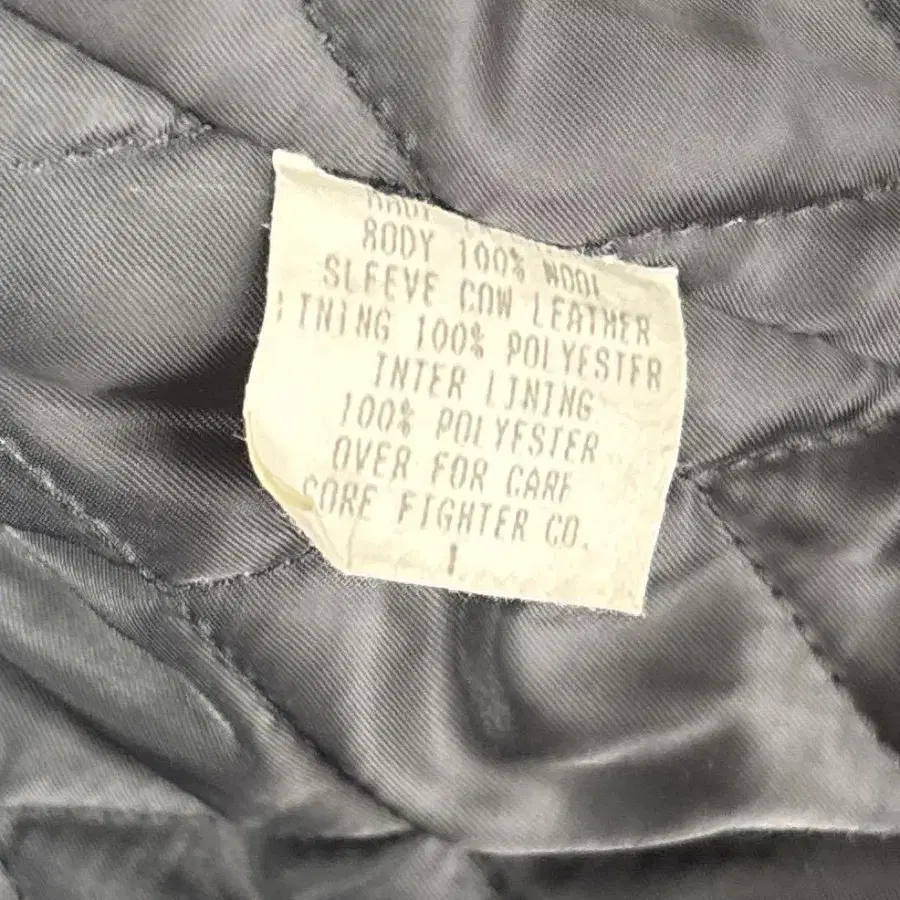 BODY 100% WOOL
SLEEVE COW LEATHER
LINING 100% POLYESTER
INTER LINING
100% POLYESTER
OVER FOR CARE
CORE FIGHTER CO.